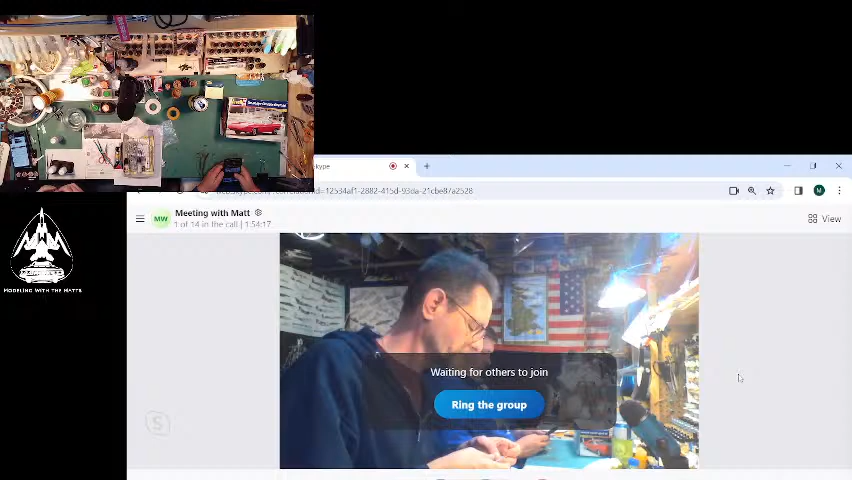 MODELING WITH THE MATTS
MW
Meeting with Matt
1 of 14 in the call | 1:54:17
View
Waiting for others to join
Ring the group